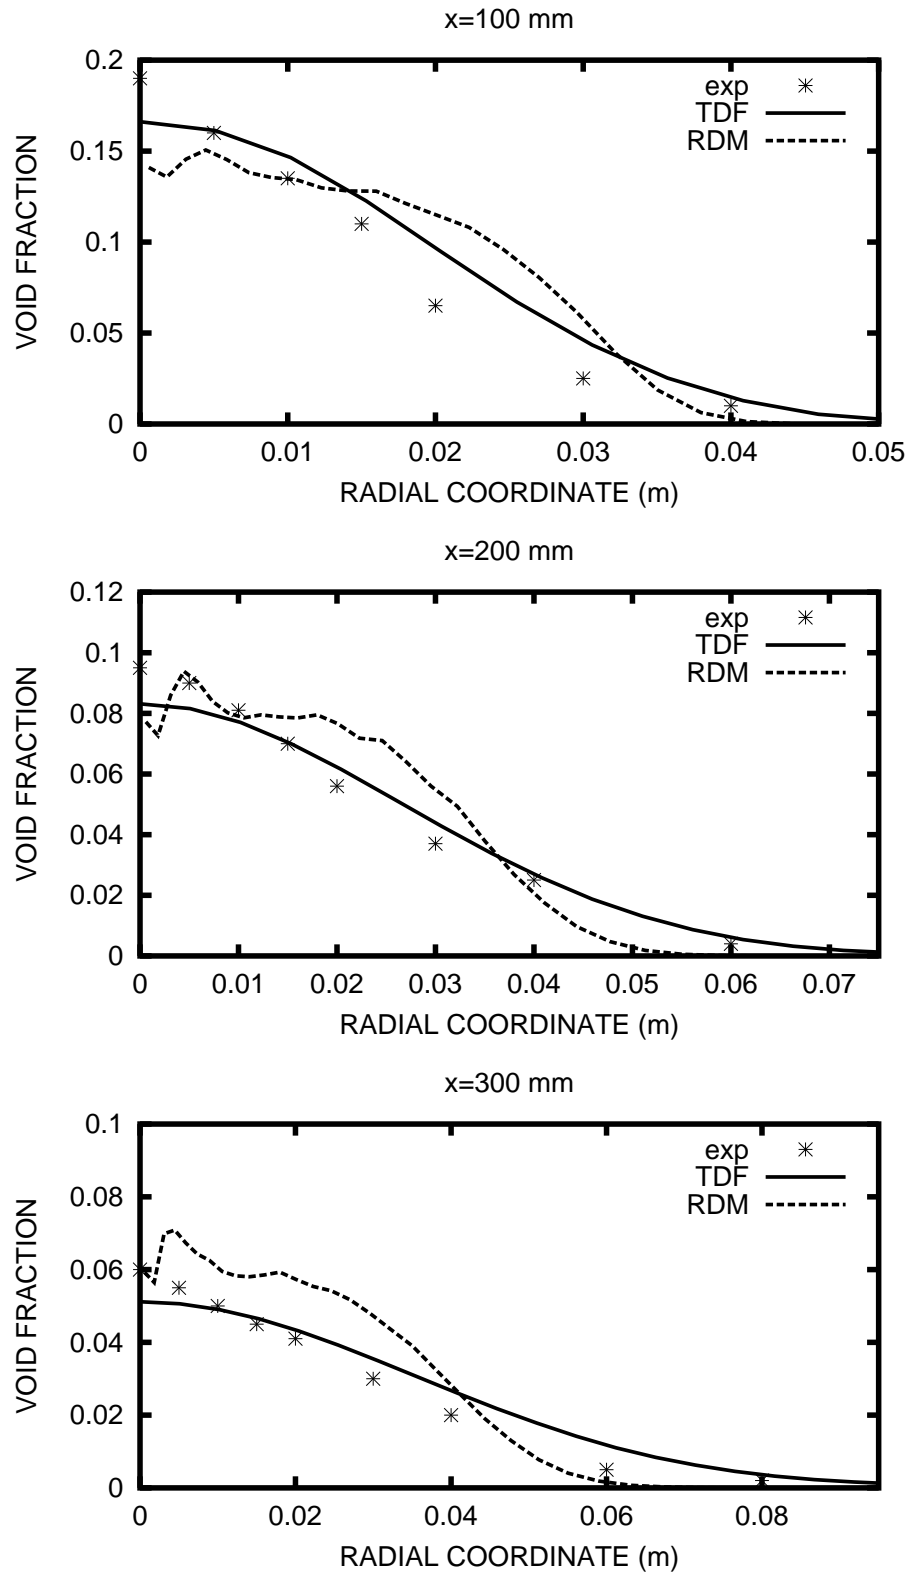 x=100 mm
0.2
0.15
0.1
0.05
0
VOID FRACTION
exp
TDF
RDM
0 0.01 0.02 0.03 0.04 0.05
RADIAL COORDINATE (m)
x=200 mm
0.12
0.1
0.08
0.06
0.04
0.02
0
VOID FRACTION
exp
TDF
RDM
0 0.01 0.02 0.03 0.04 0.05 0.06 0.07
RADIAL COORDINATE (m)
x=300 mm
0.1
0.08
0.06
0.04
0.02
0
VOID FRACTION
exp
TDF
RDM
0 0.02 0.04 0.06 0.08
RADIAL COORDINATE (m)